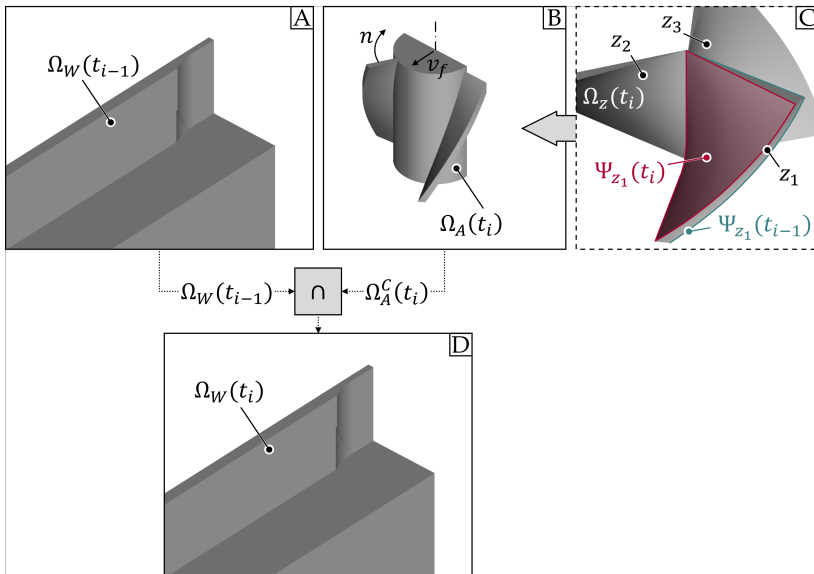 A
Ω_W(t_{i−1})
B
n
v_f
Ω_A(t_i)
C
z_3
z_2
Ω_z(t_i)
Ψ_{z_1}(t_i)
z_1
Ψ_{z_1}(t_{i−1})
Ω_W(t_{i−1})
∩
Ω_A^C(t_i)
D
Ω_W(t_i)